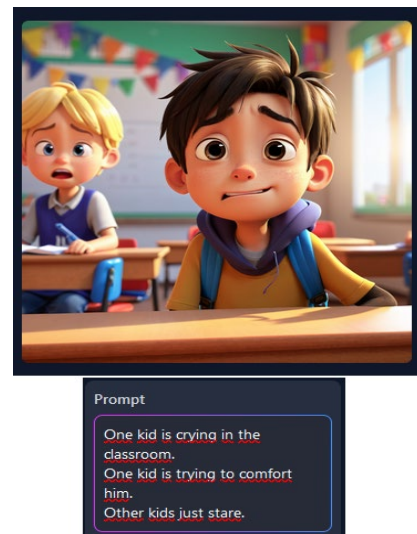 Prompt
One kid is crying in the
classroom.
One kid is trying to comfort
him.
Other kids just stare.